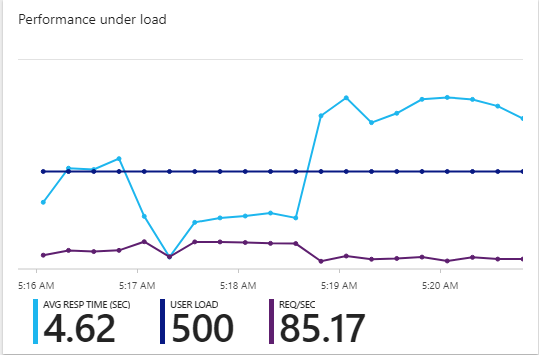 Performance under load
5:16 AM 5:17 AM 5:18 AM 5:19 AM 5:20 AM
AVG RESP TIME (SEC) USER LOAD REQ/SEC
4.62 500 85.17